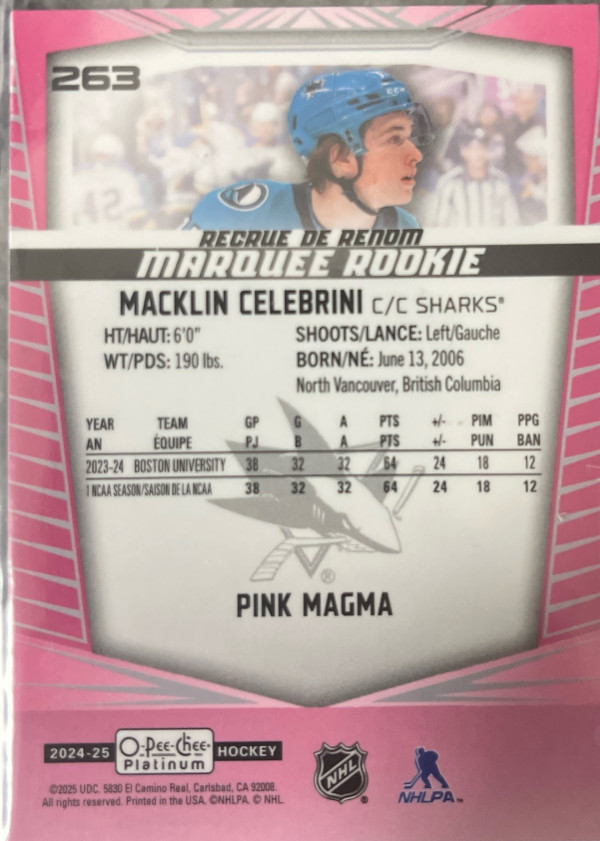 263
RECRUE DE RENOM
MARQUEE ROOKIE
MACKLIN CELEBRINI C/C SHARKS®
HT/HAUT: 6'0" SHOOTS/LANCE: Left/Gauche
WT/PDS: 190 lbs. BORN/NÉ: June 13, 2006
North Vancouver, British Columbia
YEAR TEAM GP G A PTS +/- PIM PPG
AN ÉQUIPE PJ B A PTS +/- PUN BAN
2023-24 BOSTON UNIVERSITY 38 32 32 64 24 18 12
1 NCAA SEASON/SAISON DE LA NCAA 38 32 32 64 24 18 12
®
PINK MAGMA
2024-25 O-Pee-Chee Platinum HOCKEY
©2025 UDC. 5830 El Camino Real, Carlsbad, CA 92008.
All rights reserved. Printed in the USA. ©NHLPA. © NHL.
NHL ®
NHLPA™